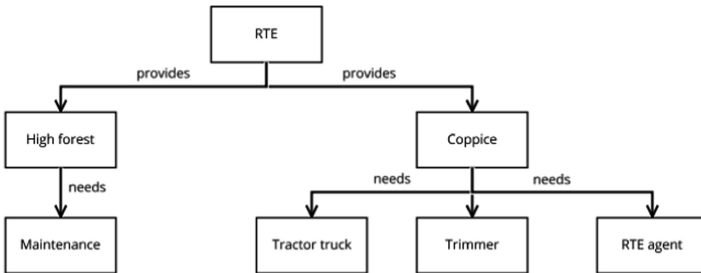 RTE
provides
provides
High forest
Coppice
needs
needs
needs
Maintenance
Tractor truck
Trimmer
RTE agent